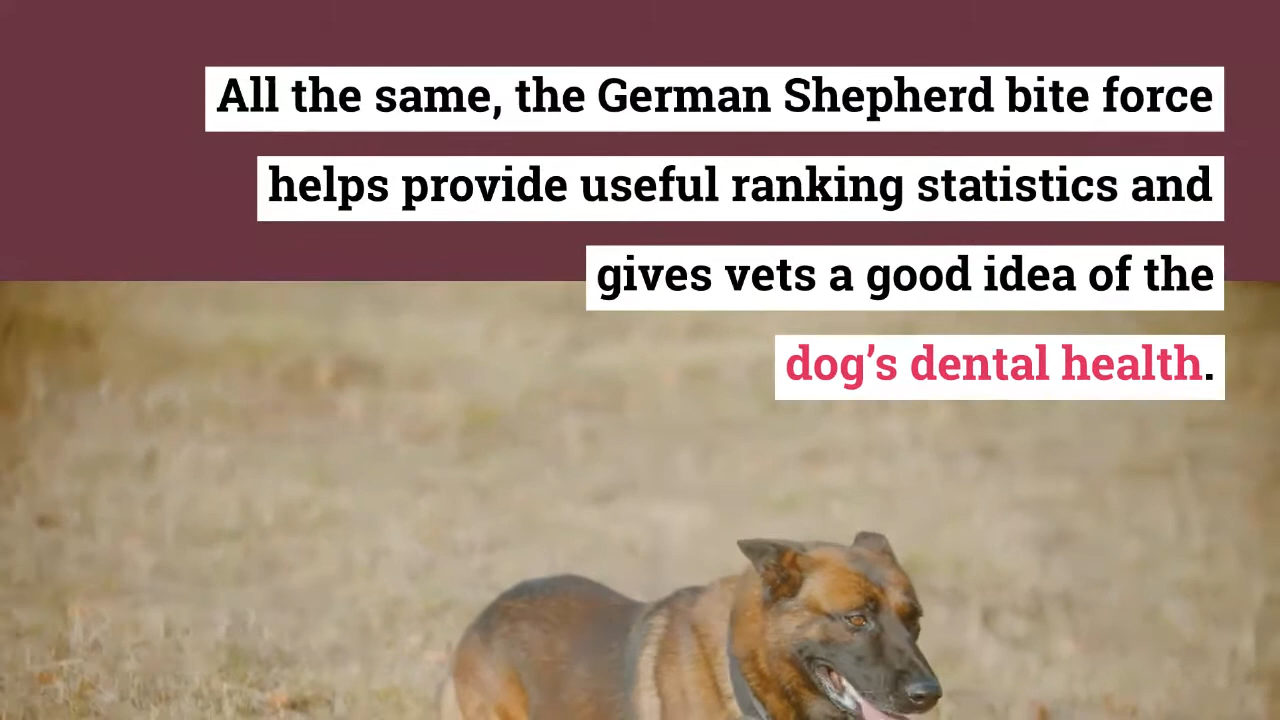 All the same, the German Shepherd bite force
helps provide useful ranking statistics and
gives vets a good idea of the
dog’s dental health.